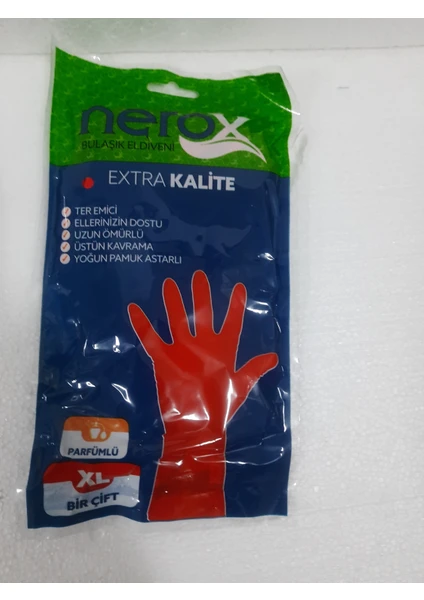 nerox
BULAŞIK ELDİVENİ
EXTRA KALİTE
TER EMİCİ
ELLERİNİZİN DOSTU
UZUN ÖMÜRLÜ
ÜSTÜN KAVRAMA
YOĞUN PAMUK ASTARLI
PARFÜMLÜ
XL
BİR ÇİFT